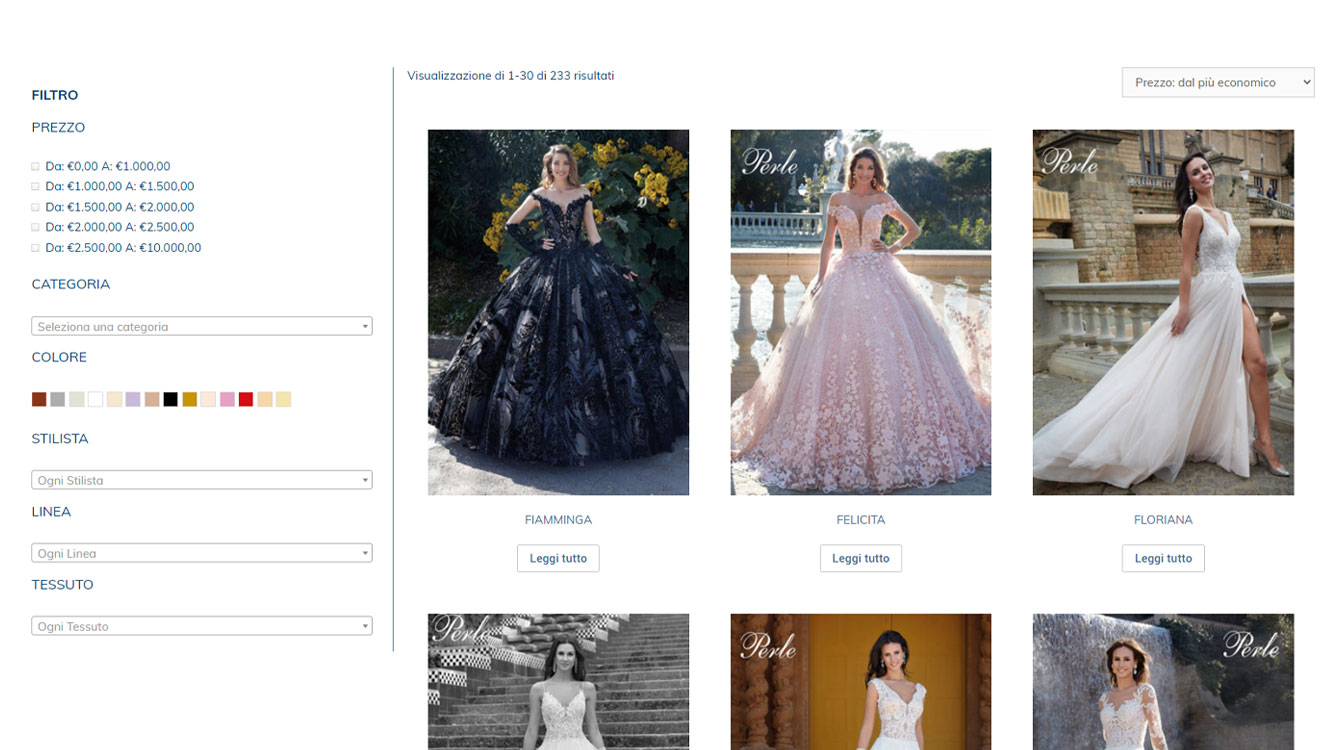 FILTRO
PREZZO
Da: €0,00 A: €1.000,00
Da: €1.000,00 A: €1.500,00
Da: €1.500,00 A: €2.000,00
Da: €2.000,00 A: €2.500,00
Da: €2.500,00 A: €10.000,00
CATEGORIA
Seleziona una categoria
COLORE
STILISTA
Ogni Stilista
LINEA
Ogni Linea
TESSUTO
Ogni Tessuto
Visualizzazione di 1-30 di 233 risultati
Prezzo: dal più economico
Perle
Perle
FIAMMINGA
FELICITA
FLORIANA
Leggi tutto
Leggi tutto
Leggi tutto
Perle
Perle
Perle